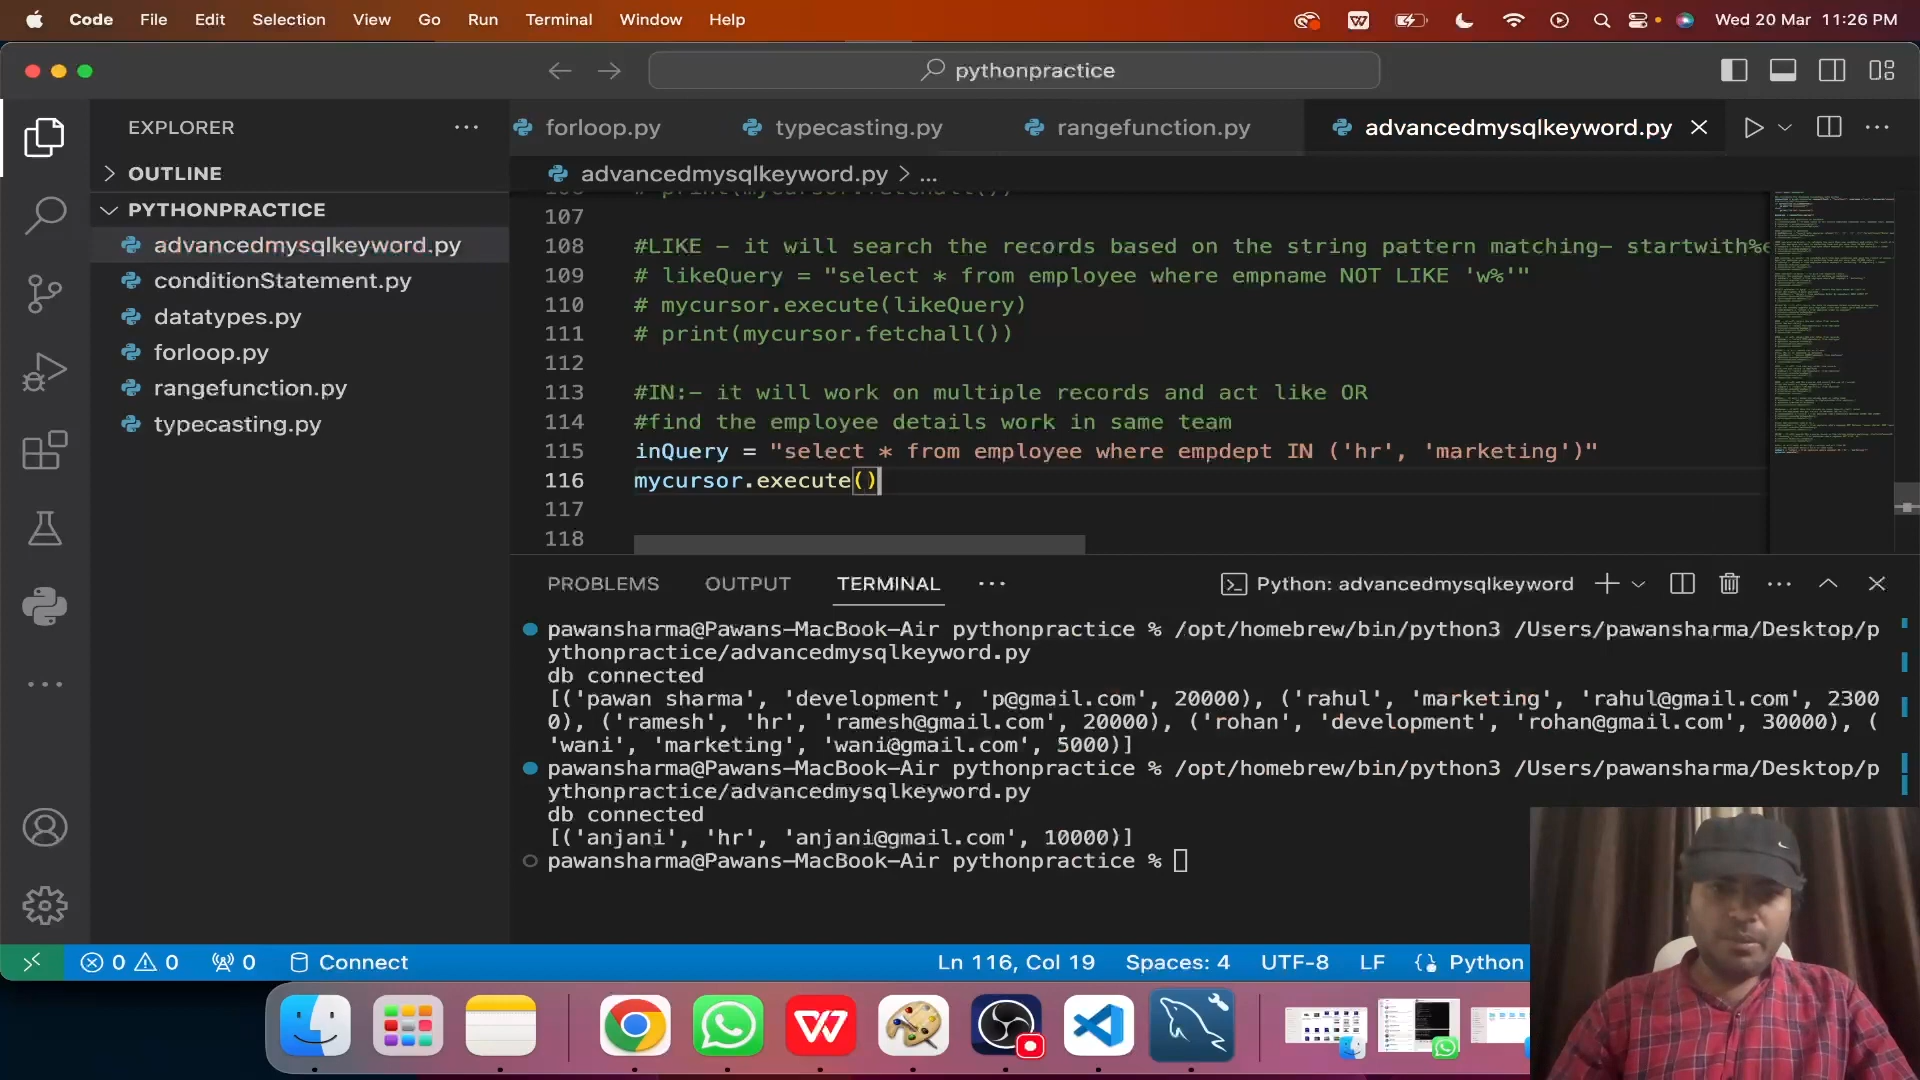 Code File Edit Selection View Go Run Terminal Window Help Wed 20 Mar 11:26 PM
pythonpractice
EXPLORER
OUTLINE
PYTHONPRACTICE
advancedmysqlkeyword.py
conditionStatement.py
datatypes.py
forloop.py
rangefunction.py
typecasting.py
forloop.py typecasting.py rangefunction.py advancedmysqlkeyword.py
advancedmysqlkeyword.py > ...
# print(mycursor.fetchall())
107
108 #LIKE - it will search the records based on the string pattern matching- startwith%e
109 # likeQuery = "select * from employee where empname NOT LIKE 'w%'"
110 # mycursor.execute(likeQuery)
111 # print(mycursor.fetchall())
112
113 #IN:- it will work on multiple records and act like OR
114 #find the employee details work in same team
115 inQuery = "select * from employee where empdept IN ('hr', 'marketing')"
116 mycursor.execute()
117
118
PROBLEMS OUTPUT TERMINAL Python: advancedmysqlkeyword
pawansharma@Pawans-MacBook-Air pythonpractice % /opt/homebrew/bin/python3 /Users/pawansharma/Desktop/p
ythonpractice/advancedmysqlkeyword.py
db connected
[('pawan sharma', 'development', 'p@gmail.com', 20000), ('rahul', 'marketing', 'rahul@gmail.com', 2300
0), ('ramesh', 'hr', 'ramesh@gmail.com', 20000), ('rohan', 'development', 'rohan@gmail.com', 30000), (
'wani', 'marketing', 'wani@gmail.com', 5000)]
pawansharma@Pawans-MacBook-Air pythonpractice % /opt/homebrew/bin/python3 /Users/pawansharma/Desktop/p
ythonpractice/advancedmysqlkeyword.py
db connected
[('anjani', 'hr', 'anjani@gmail.com', 10000)]
pawansharma@Pawans-MacBook-Air pythonpractice %
0 0 0 Connect Ln 116, Col 19 Spaces: 4 UTF-8 LF Python